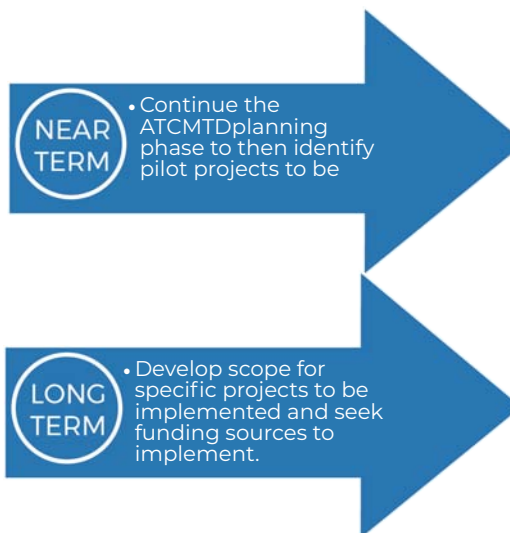 NEAR
TERM
• Continue the
ATCMTDplanning
phase to then identify
pilot projects to be
LONG
TERM
• Develop scope for
specific projects to be
implemented and seek
funding sources to
implement.